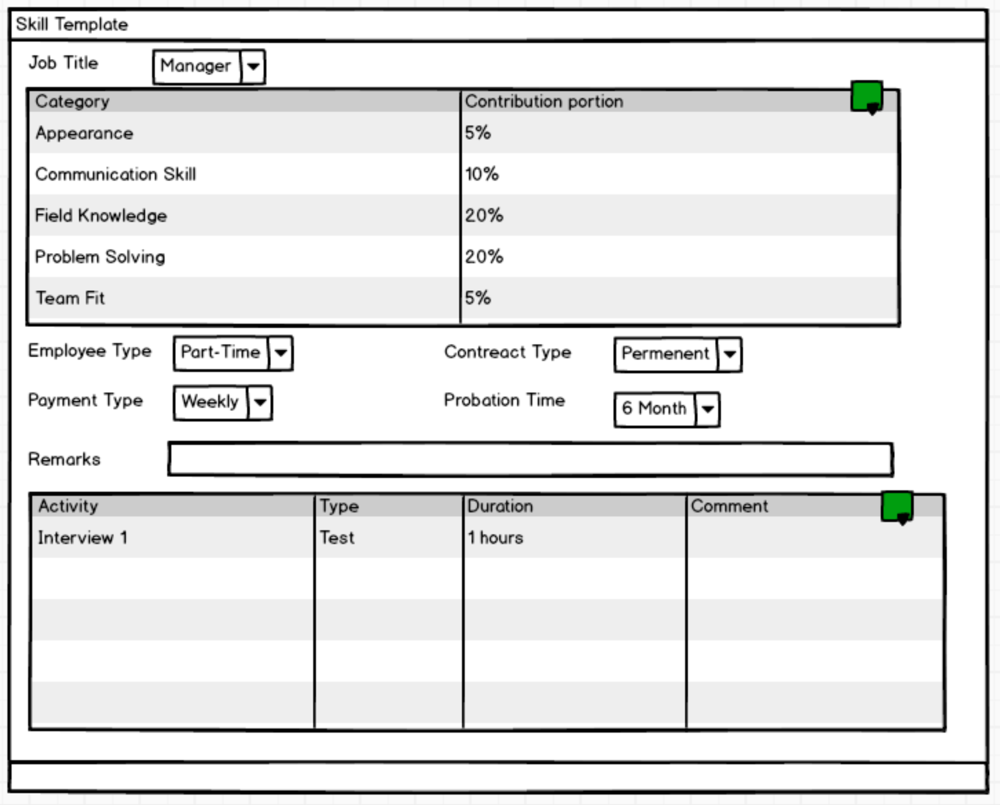 Skill Template
Job Title Manager
Category Contribution portion
Appearance 5%
Communication Skill 10%
Field Knowledge 20%
Problem Solving 20%
Team Fit 5%
Employee Type Part-Time Contreact Type Permenent
Payment Type Weekly Probation Time 6 Month
Remarks
Activity Type Duration Comment
Interview 1 Test 1 hours